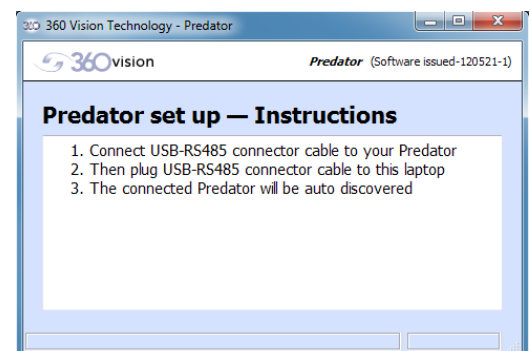 360 Vision Technology - Predator
360 vision
Predator (Software issued-120521-1)
Predator set up — Instructions
1. Connect USB-RS485 connector cable to your Predator
2. Then plug USB-RS485 connector cable to this laptop
3. The connected Predator will be auto discovered